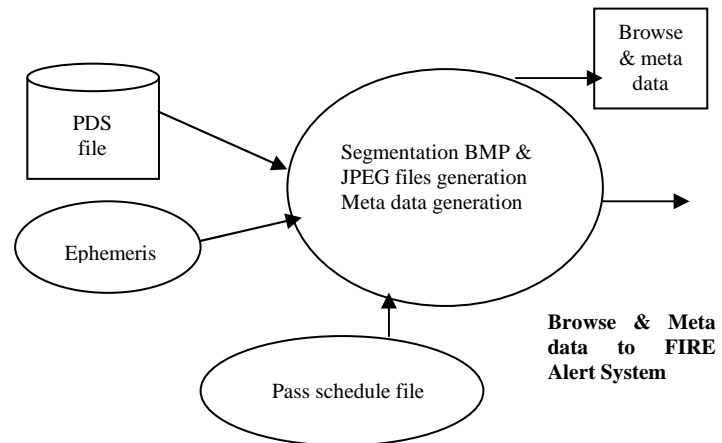 Browse
& meta
data
PDS
file
Segmentation BMP &
JPEG files generation
Meta data generation
Ephemeris
Browse & Meta
data to FIRE
Alert System
Pass schedule file